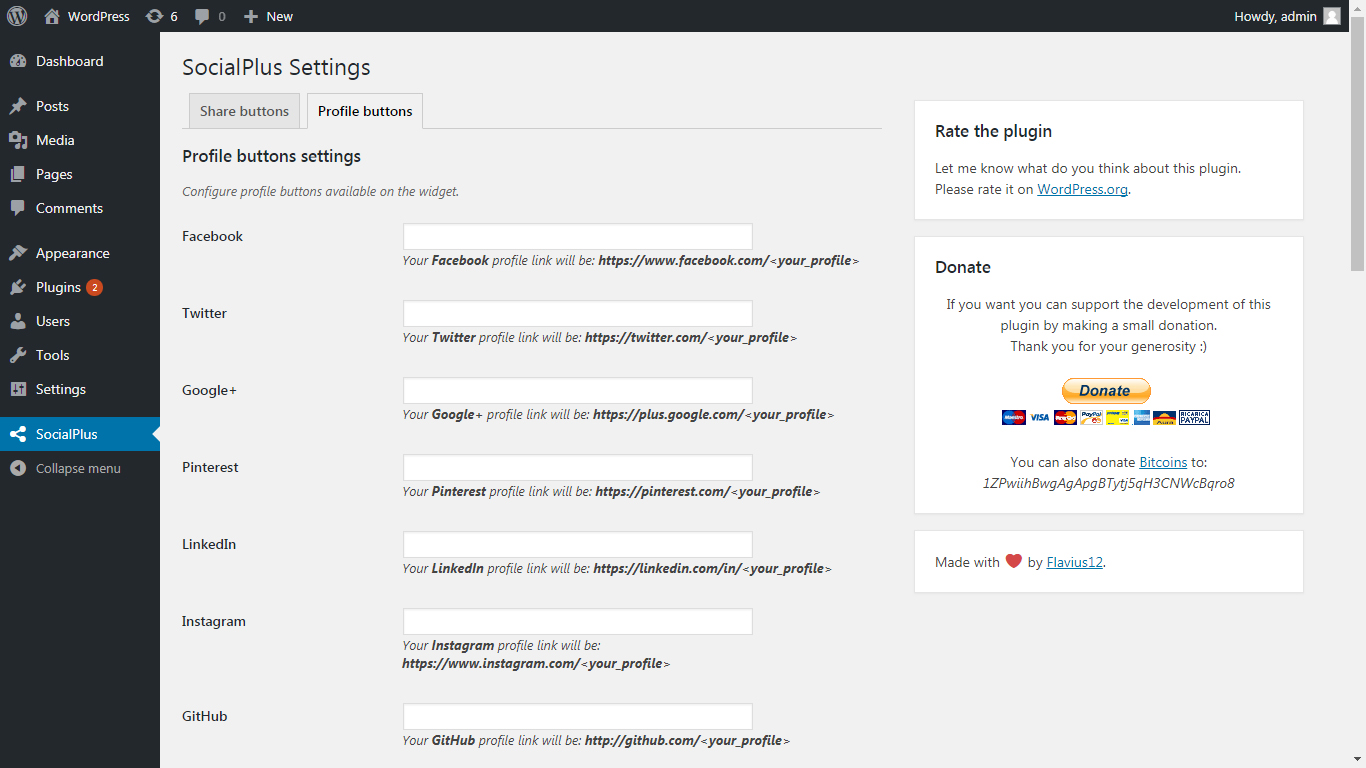 WordPress 6 0 New Howdy, admin
Dashboard
Posts
Media
Pages
Comments
Appearance
Plugins 2
Users
Tools
Settings
SocialPlus
Collapse menu
SocialPlus Settings
Share buttons Profile buttons
Profile buttons settings
Configure profile buttons available on the widget.
Facebook
Your Facebook profile link will be: https://www.facebook.com/<your_profile>
Twitter
Your Twitter profile link will be: https://twitter.com/<your_profile>
Google+
Your Google+ profile link will be: https://plus.google.com/<your_profile>
Pinterest
Your Pinterest profile link will be: https://pinterest.com/<your_profile>
LinkedIn
Your LinkedIn profile link will be: https://linkedin.com/in/<your_profile>
Instagram
Your Instagram profile link will be:
https://www.instagram.com/<your_profile>
GitHub
Your GitHub profile link will be: http://github.com/<your_profile>
Rate the plugin
Let me know what do you think about this plugin.
Please rate it on WordPress.org.
Donate
If you want you can support the development of this
plugin by making a small donation.
Thank you for your generosity :)
Donate
Maestro VISA PayPal Aura RICARICA PAYPAL
You can also donate Bitcoins to:
1ZPwiihBwgAgApgBTytj5qH3CNWcBqro8
Made with ❤ by Flavius12.